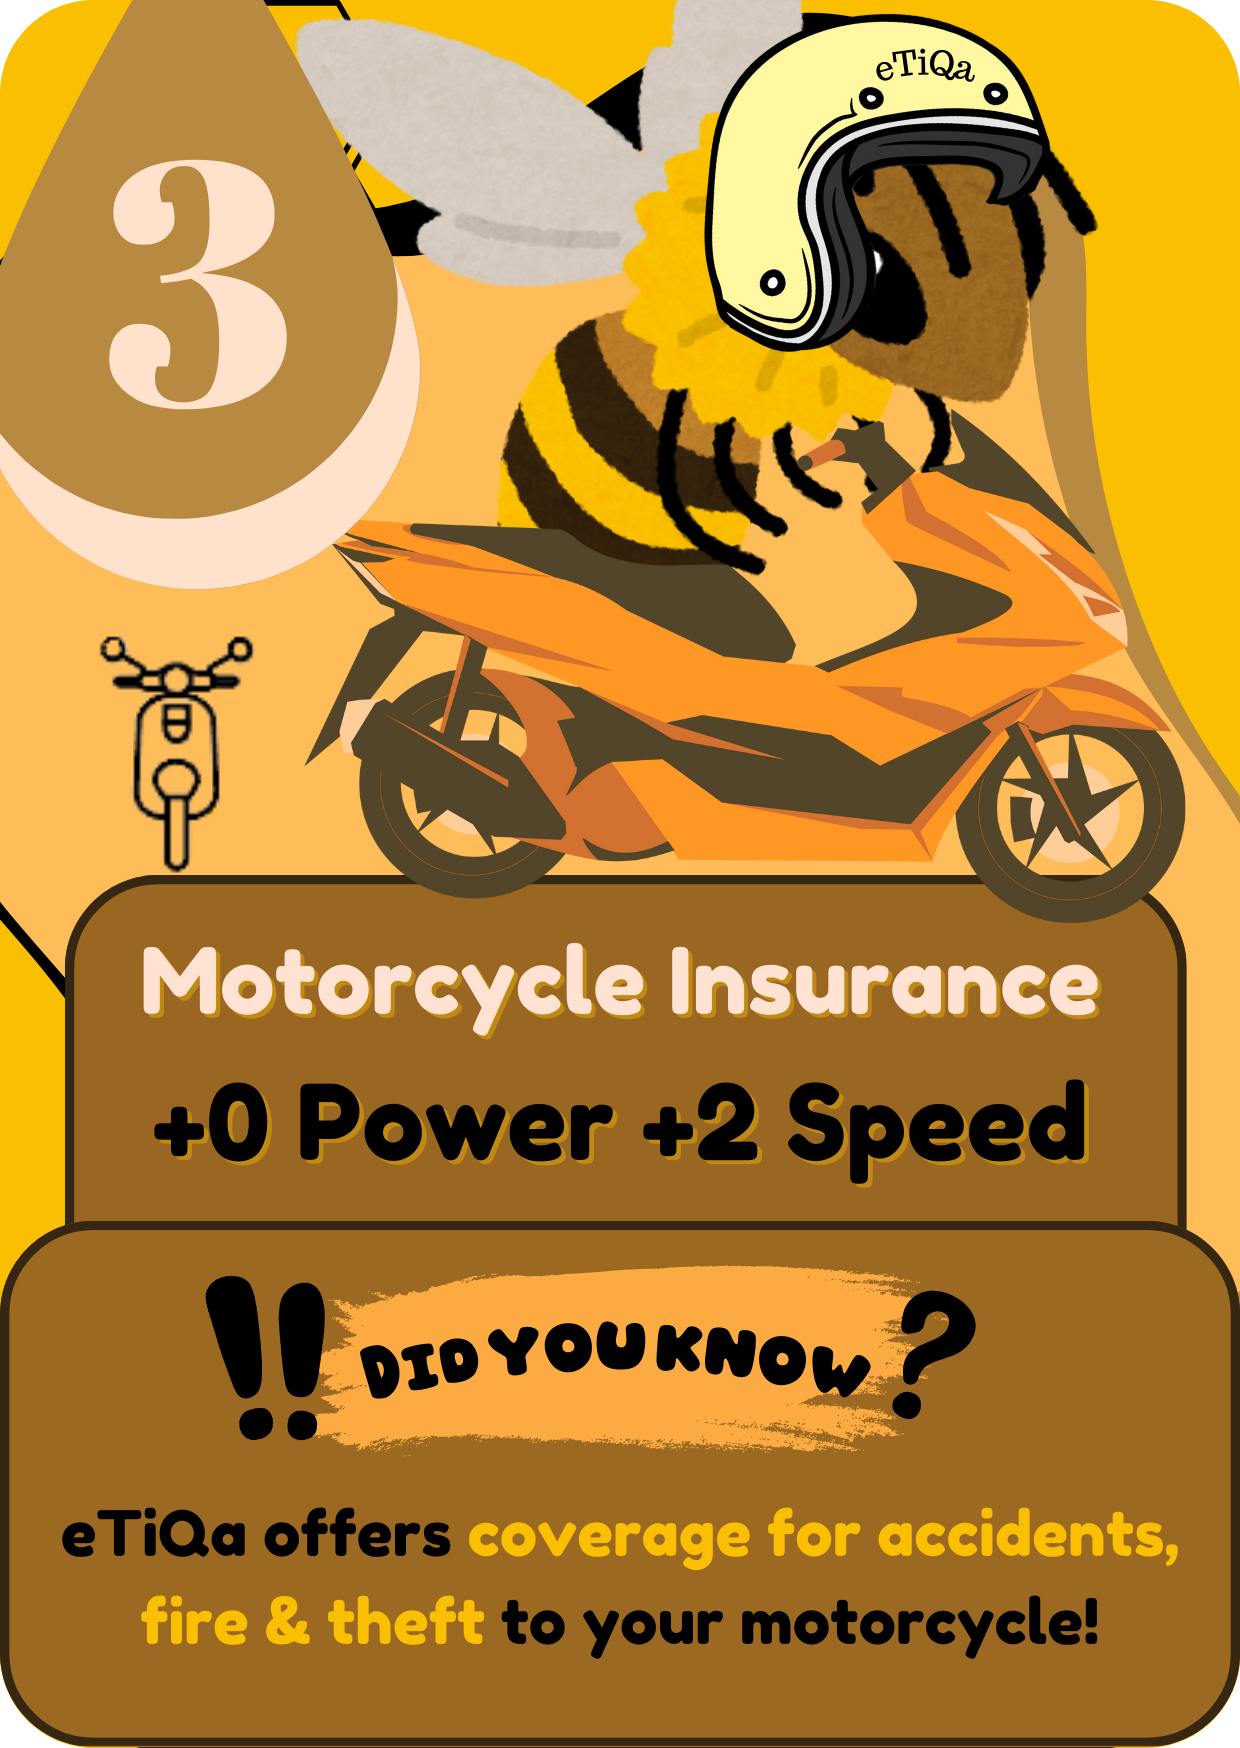 eTiQa
3
Motorcycle Insurance
+0 Power +2 Speed
!! DID YOU KNOW?
eTiQa offers coverage for accidents,
fire & theft to your motorcycle!